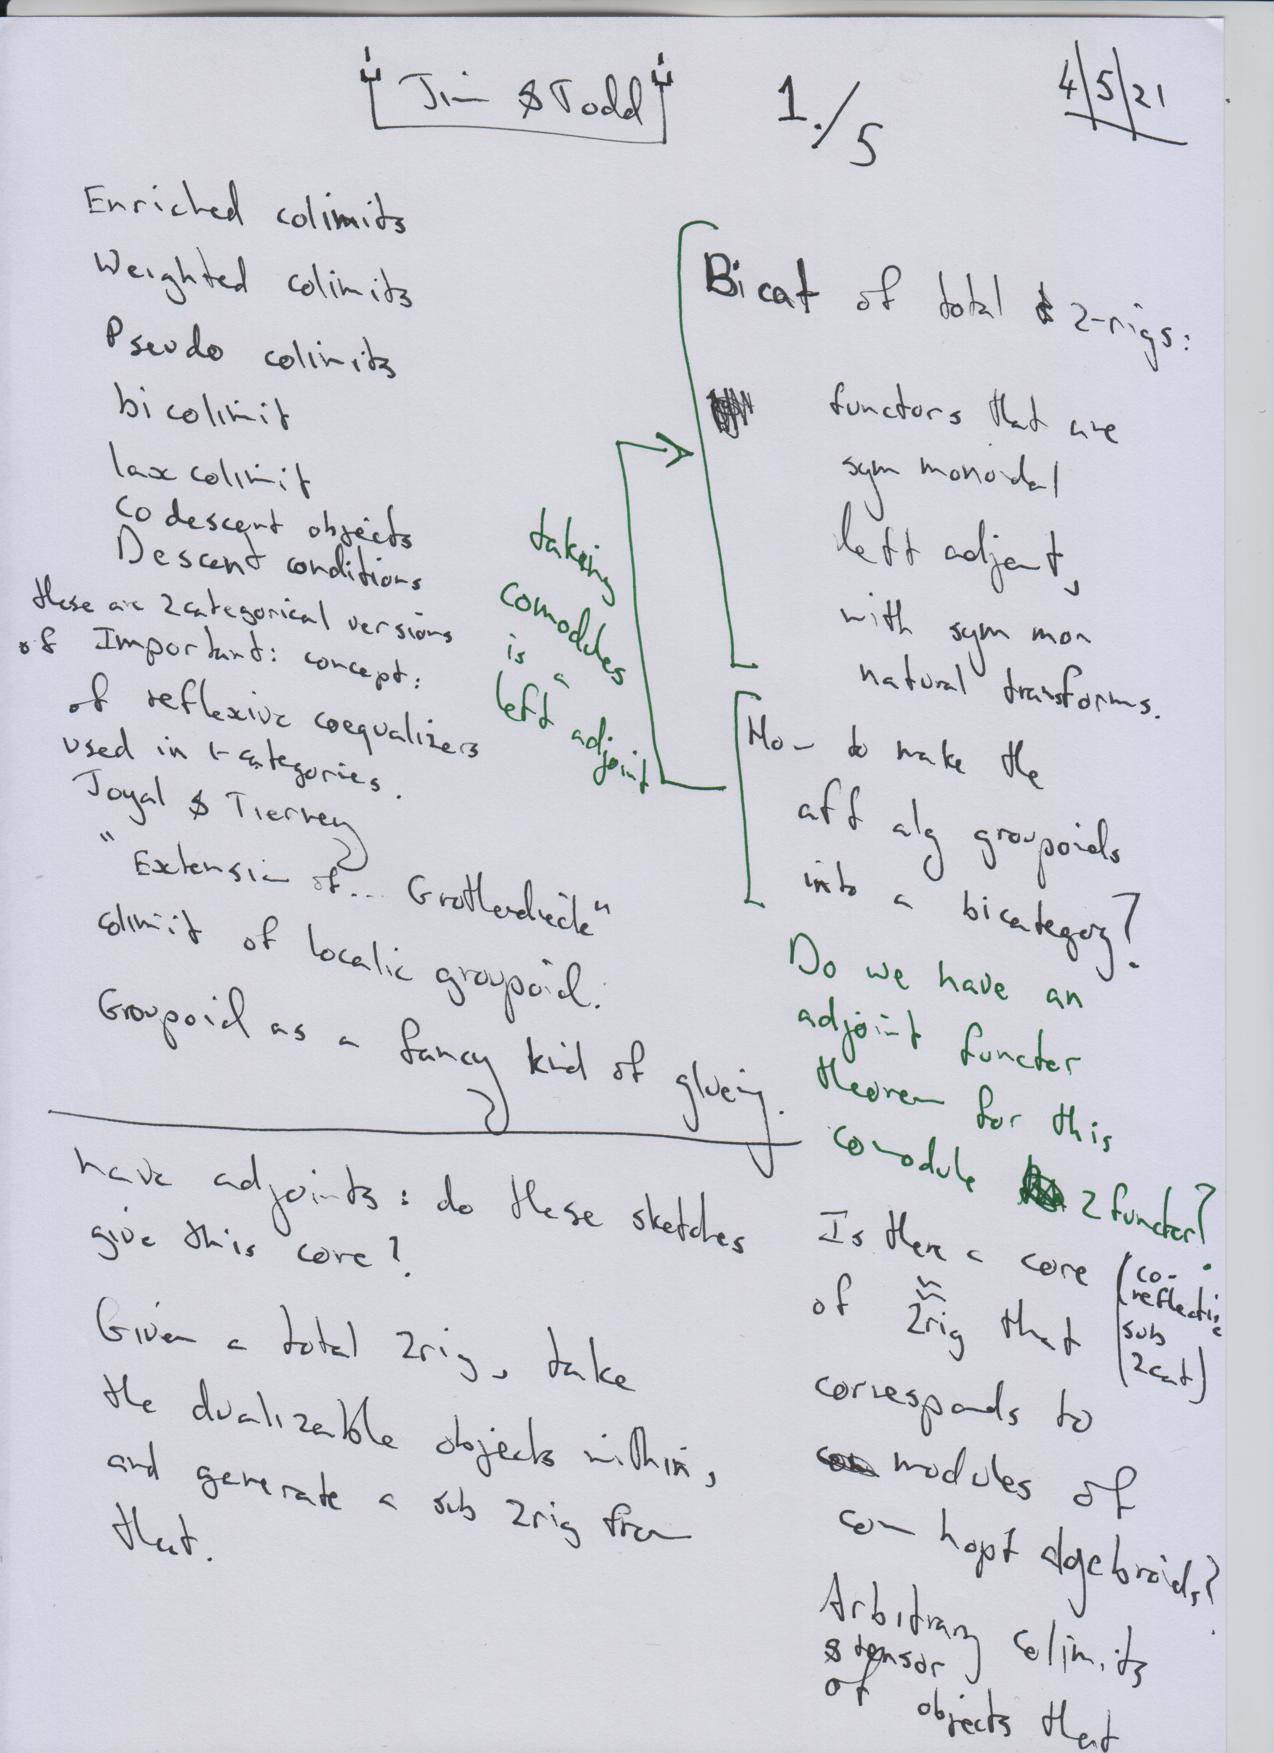 Jim & Todd
1./5
4/5/21
Enriched colimits
Weighted colimits
Pseudo colimits
bicolimit
lax colimit
Codescent objects
Descent conditions
these are 2categorical versions
of Important: concept:
of reflexive coequalizers
used in 1-categories.
Joyal & Tierney
"Extension of... Grothendieck"
colimit of localic groupoid.
Groupoid as a fancy kind of glueing.
taking
comodules
is
a
left adjoint
Bicat of total 2-rigs:
functors that are
sym monoidal
left adjoint,
with sym mon
natural transforms.
How to make the
aff alg groupoids
into a bicategory?
Do we have an
adjoint functor
theorem for this
comodule 2 functor?
Is there a core (co-
reflective
sub
2cat)
of 2rig that
corresponds to
modules of
com hopf algebroids?
Arbitrary colimits
& tensor
of objects that
have adjoints: do these sketches
give this core?
Given a total 2rig, take
the dualizable objects within,
and generate a sub 2rig from
that.